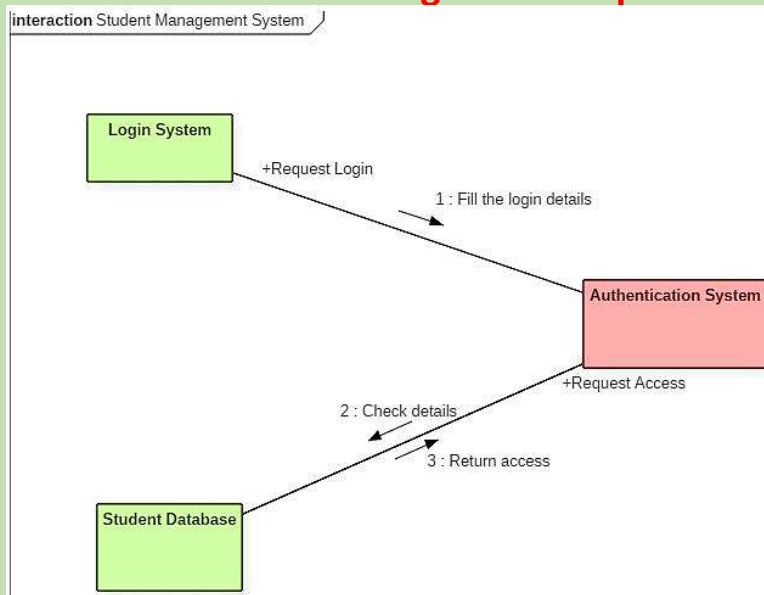 interaction Student Management System
Login System
+Request Login
1 : Fill the login details
Authentication System
+Request Access
2 : Check details
3 : Return access
Student Database